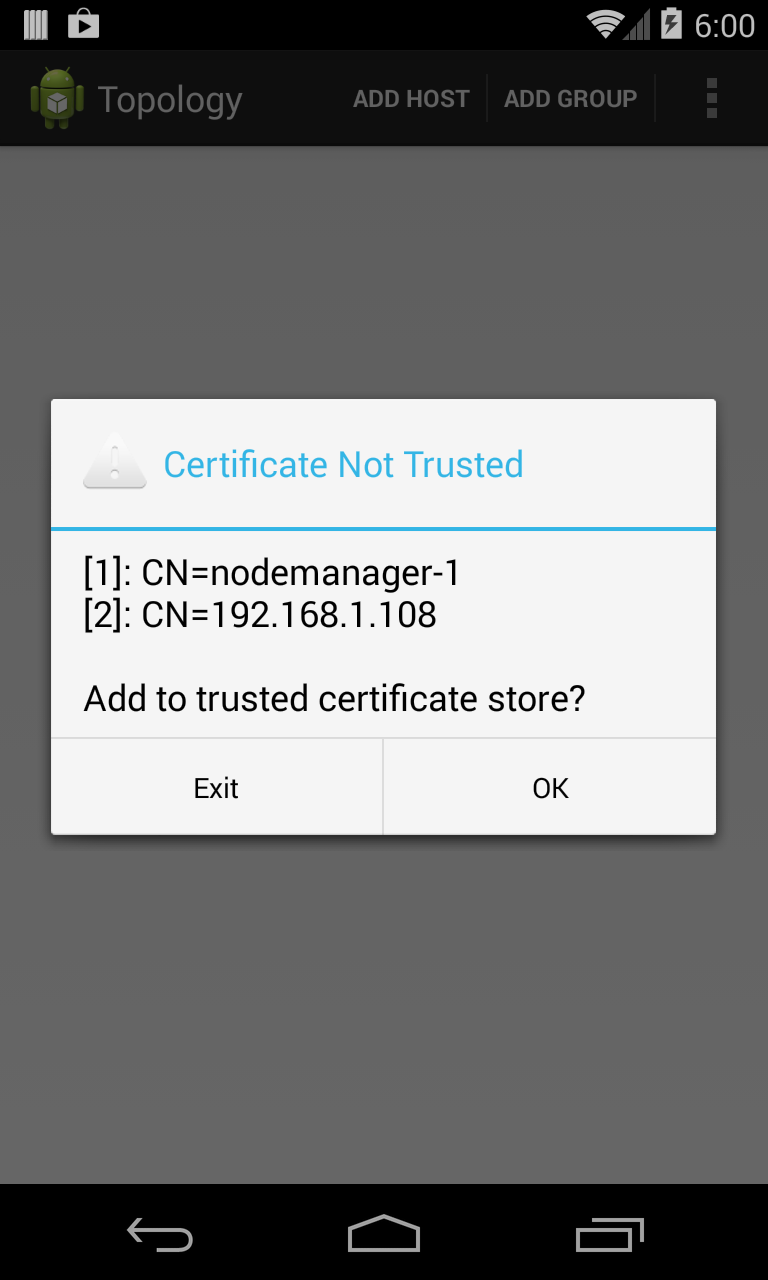 6:00
Topology ADD HOST ADD GROUP
Certificate Not Trusted
[1]: CN=nodemanager-1
[2]: CN=192.168.1.108
Add to trusted certificate store?
Exit OK